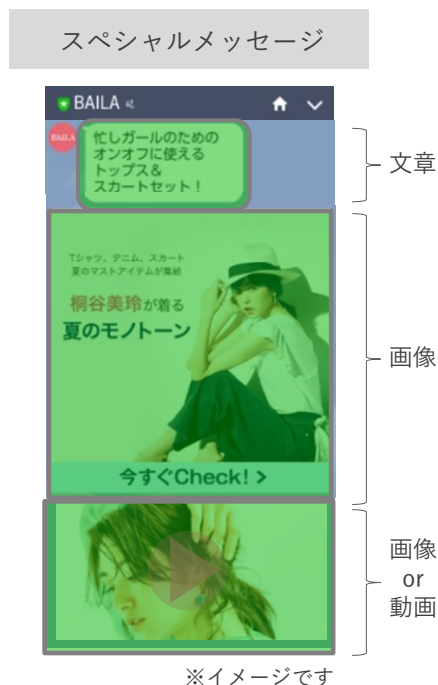 スペシャルメッセージ
BAILA
BAILA
忙しガールのための
オンオフに使える
トップス＆
スカートセット！
文章
Tシャツ、デニム、スカート
夏のマストアイテムが集結
桐谷美玲が着る
夏のモノトーン
画像
今すぐCheck! >
画像
or
動画
※イメージです